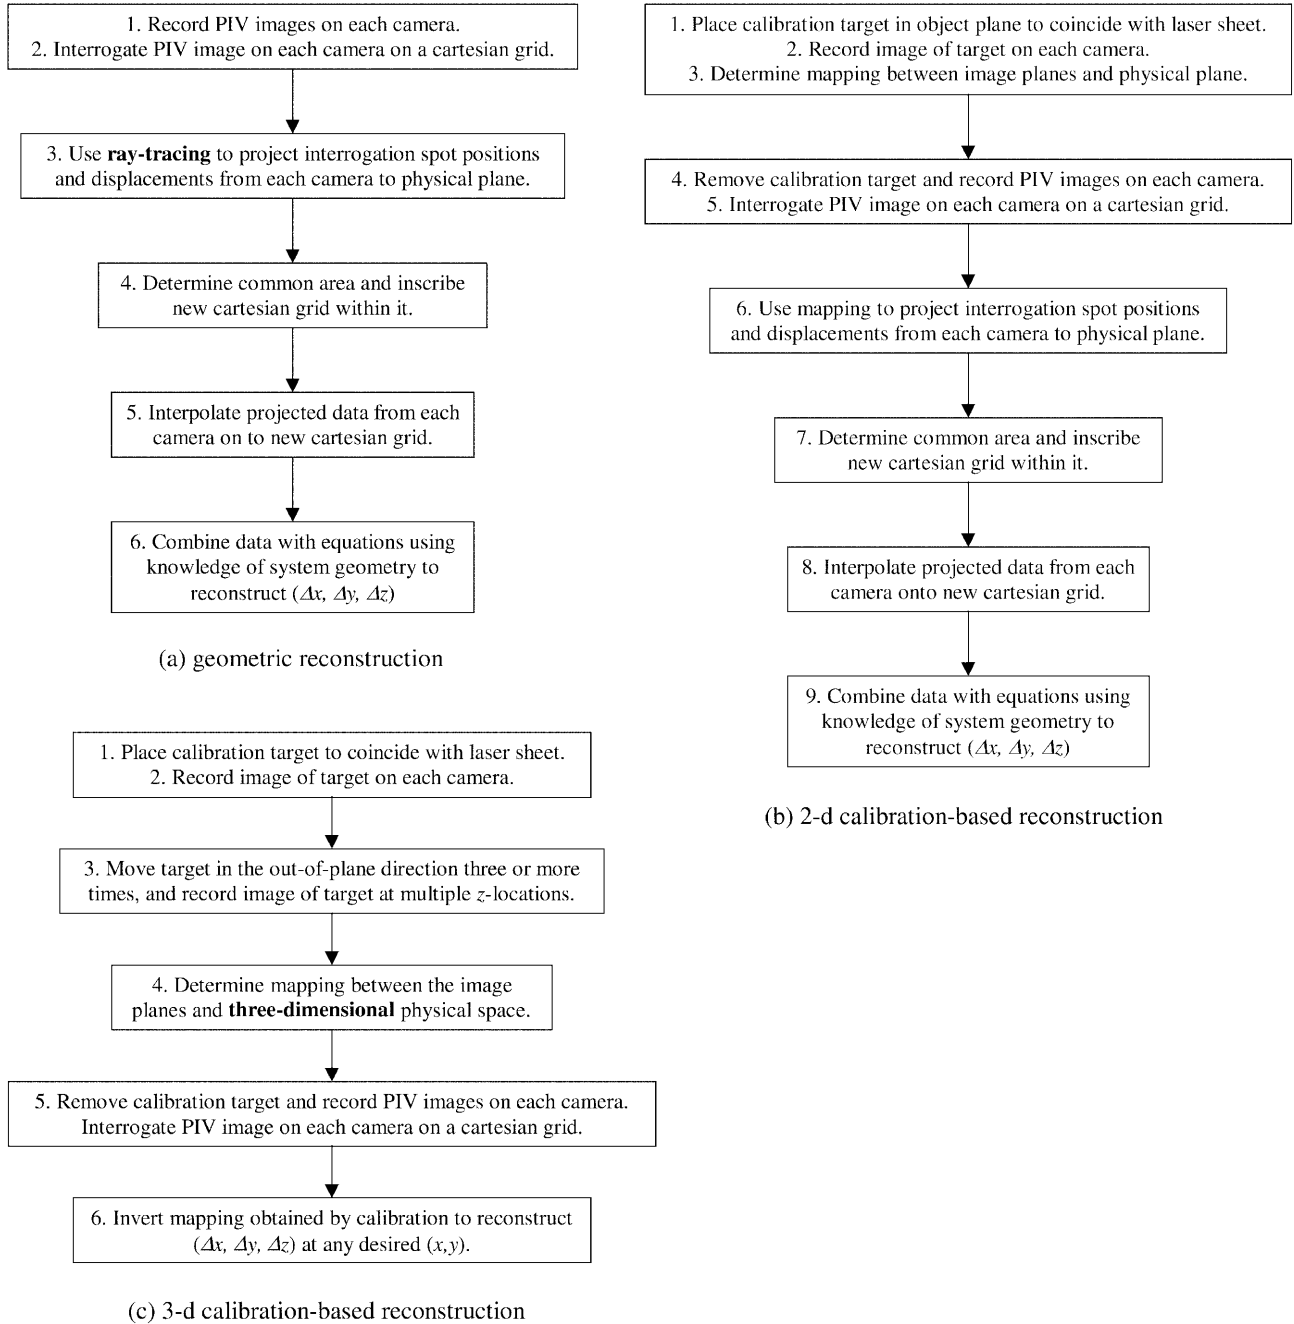 1. Record PIV images on each camera.
2. Interrogate PIV image on each camera on a cartesian grid.
3. Use ray-tracing to project interrogation spot positions
and displacements from each camera to physical plane.
4. Determine common area and inscribe
new cartesian grid within it.
5. Interpolate projected data from each
camera on to new cartesian grid.
6. Combine data with equations using
knowledge of system geometry to
reconstruct (Δx, Δy, Δz)
(a) geometric reconstruction
1. Place calibration target in object plane to coincide with laser sheet.
2. Record image of target on each camera.
3. Determine mapping between image planes and physical plane.
4. Remove calibration target and record PIV images on each camera.
5. Interrogate PIV image on each camera on a cartesian grid.
6. Use mapping to project interrogation spot positions
and displacements from each camera to physical plane.
7. Determine common area and inscribe
new cartesian grid within it.
8. Interpolate projected data from each
camera onto new cartesian grid.
9. Combine data with equations using
knowledge of system geometry to
reconstruct (Δx, Δy, Δz)
(b) 2-d calibration-based reconstruction
1. Place calibration target to coincide with laser sheet.
2. Record image of target on each camera.
3. Move target in the out-of-plane direction three or more
times, and record image of target at multiple z-locations.
4. Determine mapping between the image
planes and three-dimensional physical space.
5. Remove calibration target and record PIV images on each camera.
Interrogate PIV image on each camera on a cartesian grid.
6. Invert mapping obtained by calibration to reconstruct
(Δx, Δy, Δz) at any desired (x,y).
(c) 3-d calibration-based reconstruction